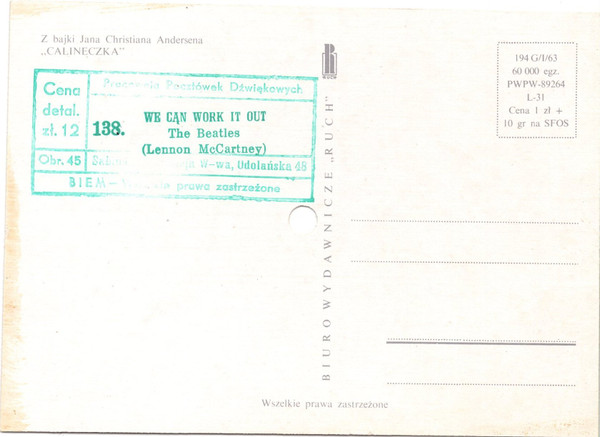 Z bajki Jana Christiana Andersena
„CALINECZKA"
Cena
detal.
zł. 12
Pracownia Pocztówek Dźwiękowych
138.
WE CAN WORK IT OUT
The Beatles
(Lennon McCartney)
Obr. 45
W-wa, Udolańska 48
BIEM — prawa zastrzeżone
RUCH
BIURO WYDAWNICZE „RUCH"
194 G/I/63
60 000 egz.
PWPW-89264
L-31
Cena 1 zł +
10 gr na SFOS
Wszelkie prawa zastrzeżone